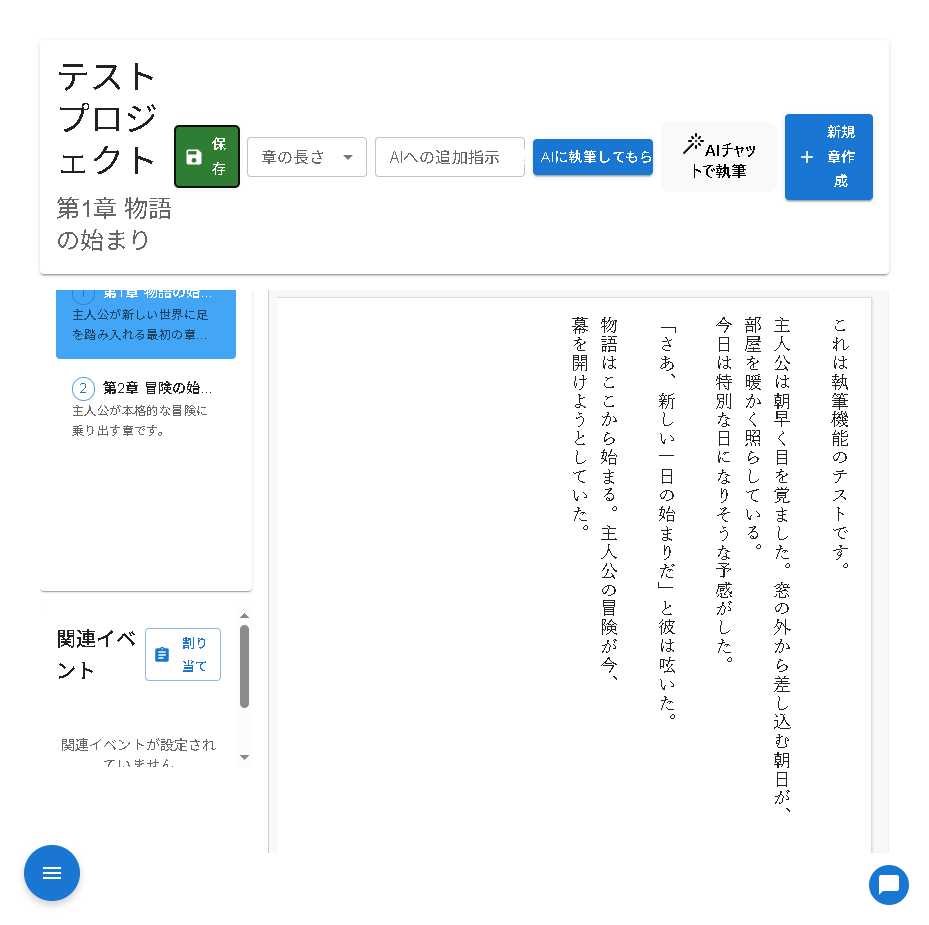 テスト
プロジ
ェクト
第1章 物語
の始まり
保
存
章の長さ
AIへの追加指示
AIに執筆してもら
AIチャッ
トで執筆
新規
章作
成
1 第1章 物語の始...
主人公が新しい世界に足
を踏み入れる最初の章...
2 第2章 冒険の始...
主人公が本格的な冒険に
乗り出す章です。
関連イベ
ント
割り
当て
関連イベントが設定され
ていません
これは執筆機能のテストです。
主人公は朝早く目を覚ました。窓の外から差し込む朝日が、
部屋を暖かく照らしている。
今日は特別な日になりそうな予感がした。
「さあ、新しい一日の始まりだ」と彼は呟いた。
物語はここから始まる。主人公の冒険が今、
幕を開けようとしていた。